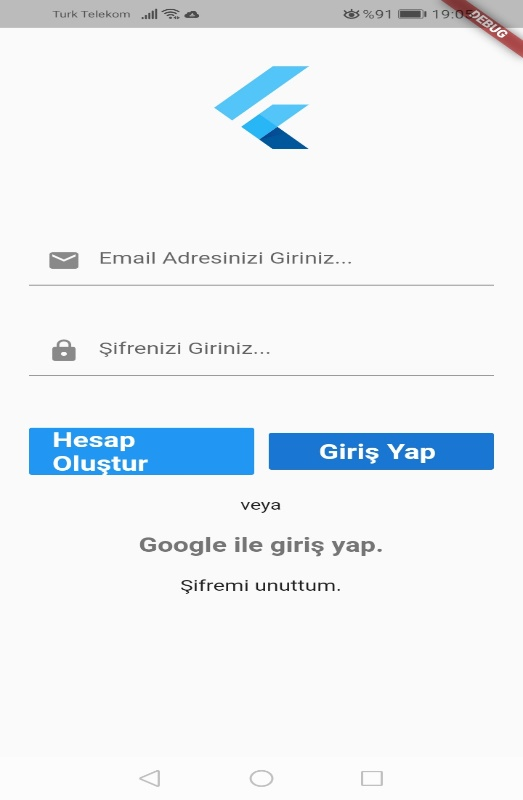 Turk Telekom %91 19:05
DEBUG
Email Adresinizi Giriniz...
Şifrenizi Giriniz...
Hesap
Oluştur
Giriş Yap
veya
Google ile giriş yap.
Şifremi unuttum.